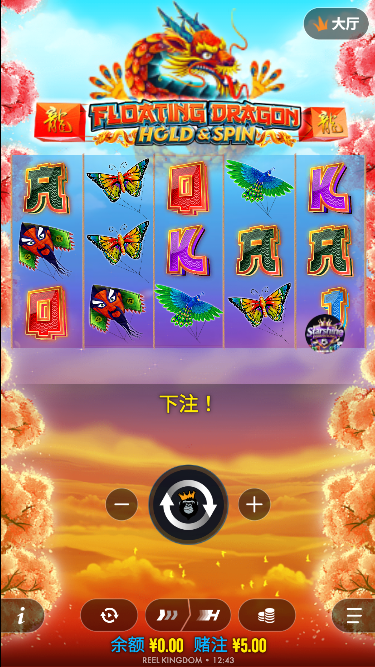 大厅
龍 FLOATING DRAGON 龍
HOLD & SPIN
A Q K
K A A
Q J
Starshine
下注！
− +
i H
余额 ¥0.00 赌注 ¥5.00
REEL KINGDOM • 12:43